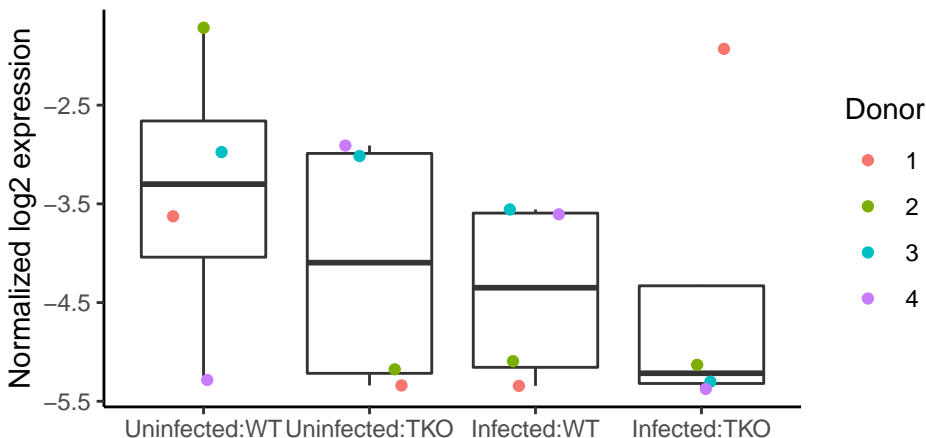 Normalized log2 expression
−2.5
−3.5
−4.5
−5.5
Uninfected:WT Uninfected:TKO Infected:WT Infected:TKO
Donor
1
2
3
4